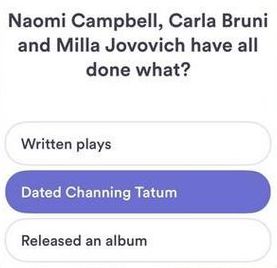 Naomi Campbell, Carla Bruni
and Milla Jovovich have all
done what?
Written plays
Dated Channing Tatum
Released an album